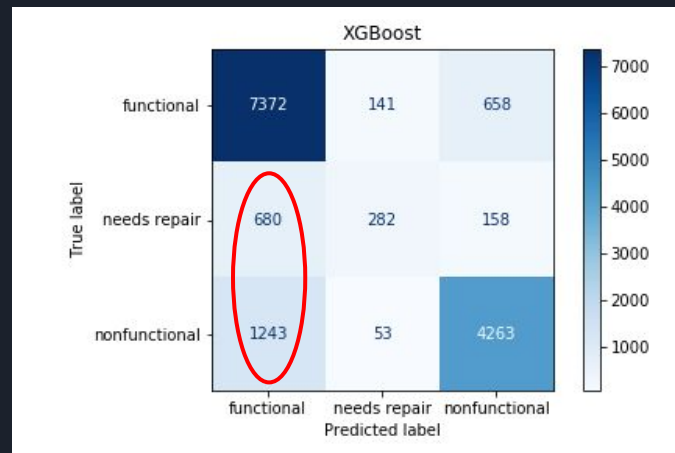 XGBoost
functional
7372 141 658
needs repair
680 282 158
nonfunctional
1243 53 4263
functional needs repair nonfunctional
Predicted label
True label
7000
6000
5000
4000
3000
2000
1000